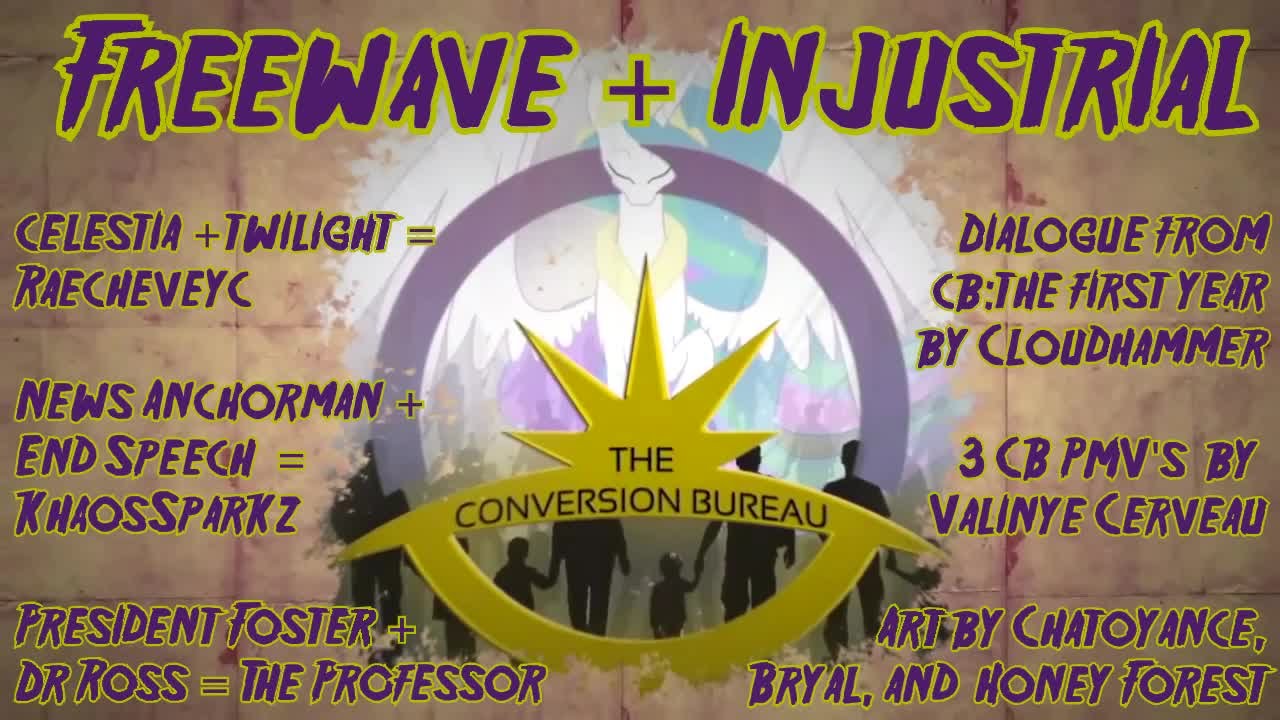 FREEWAVE + INJUSTRIAL
CELESTIA +TWILIGHT =
RAECHEVEYC
NEWS ANCHORMAN +
END SPEECH =
KHAOSSPARKZ
PRESIDENT FOSTER +
DR ROSS = THE PROFESSOR
DIALOGUE FROM
CB:THE FIRST YEAR
BY CLOUDHAMMER
3 CB PMV'S BY
VALINYE CERVEAU
ART BY CHATOYANCE,
BRYAL, AND HONEY FOREST
THE
CONVERSION BUREAU